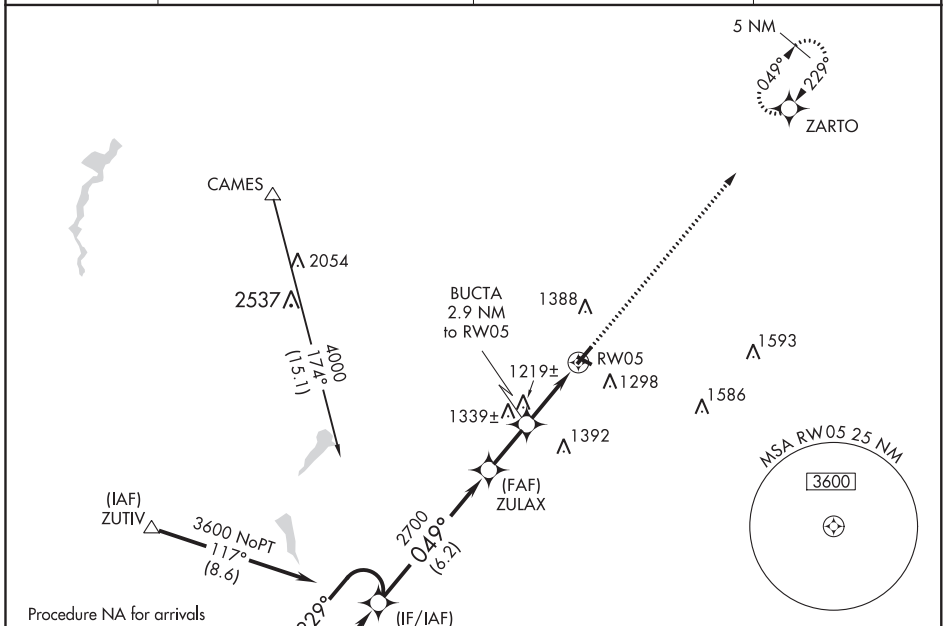 5 NM
049°
229°
ZARTO
CAMES
2054
2537
4000
174°
(15.1)
BUCTA
2.9 NM
to RW05
1388
RW05
1593
1219±
1298
1586
1339±
1392
MSA RW05 25 NM
3600
(FAF)
ZULAX
(IAF)
ZUTIV
3600 NoPT
117°
(8.6)
2700
049°
(6.2)
Procedure NA for arrivals
(IF/IAF)